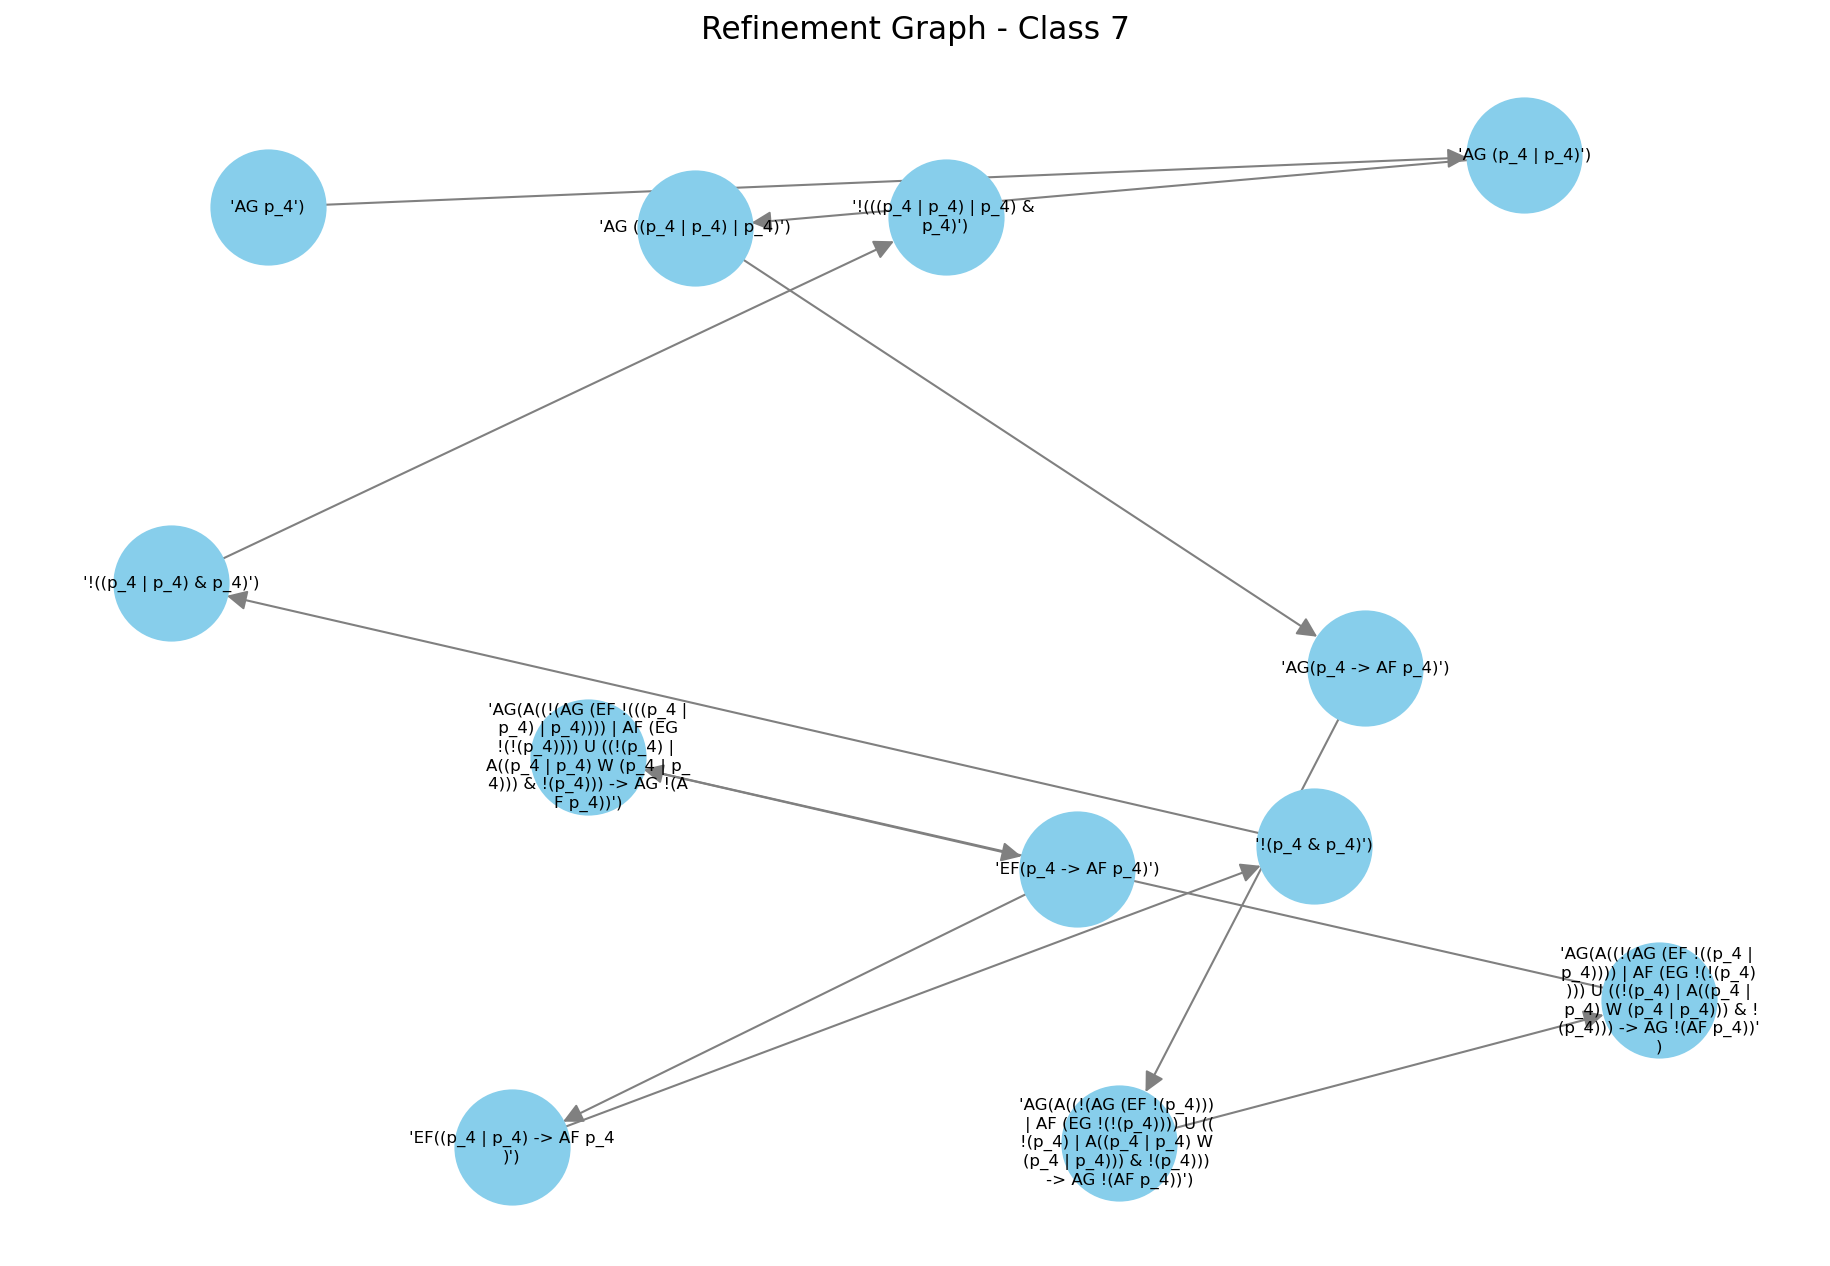 Refinement Graph - Class 7
'AG (p_4 | p_4)')
'AG p_4')
'!(((p_4 | p_4) | p_4) &
p_4)')
'AG ((p_4 | p_4) | p_4)')
'!((p_4 | p_4) & p_4)')
'AG(p_4 -> AF p_4)')
'AG(A((!(AG (EF !(((p_4 |
p_4) | p_4)))) | AF (EG
!(!(p_4)))) U ((!(p_4) |
A((p_4 | p_4) W (p_4 | p_
4))) & !(p_4))) -> AG !(A
F p_4))')
'!(p_4 & p_4)')
'EF(p_4 -> AF p_4)')
'AG(A((!(AG (EF !((p_4 |
p_4)))) | AF (EG !(!(p_4)
))) U ((!(p_4) | A((p_4 |
p_4) W (p_4 | p_4))) & !
(p_4))) -> AG !(AF p_4))'
)
'EF((p_4 | p_4) -> AF p_4
)')
'AG(A((!(AG (EF !(p_4)))
| AF (EG !(!(p_4)))) U ((
!(p_4) | A((p_4 | p_4) W
(p_4 | p_4))) & !(p_4)))
-> AG !(AF p_4))')